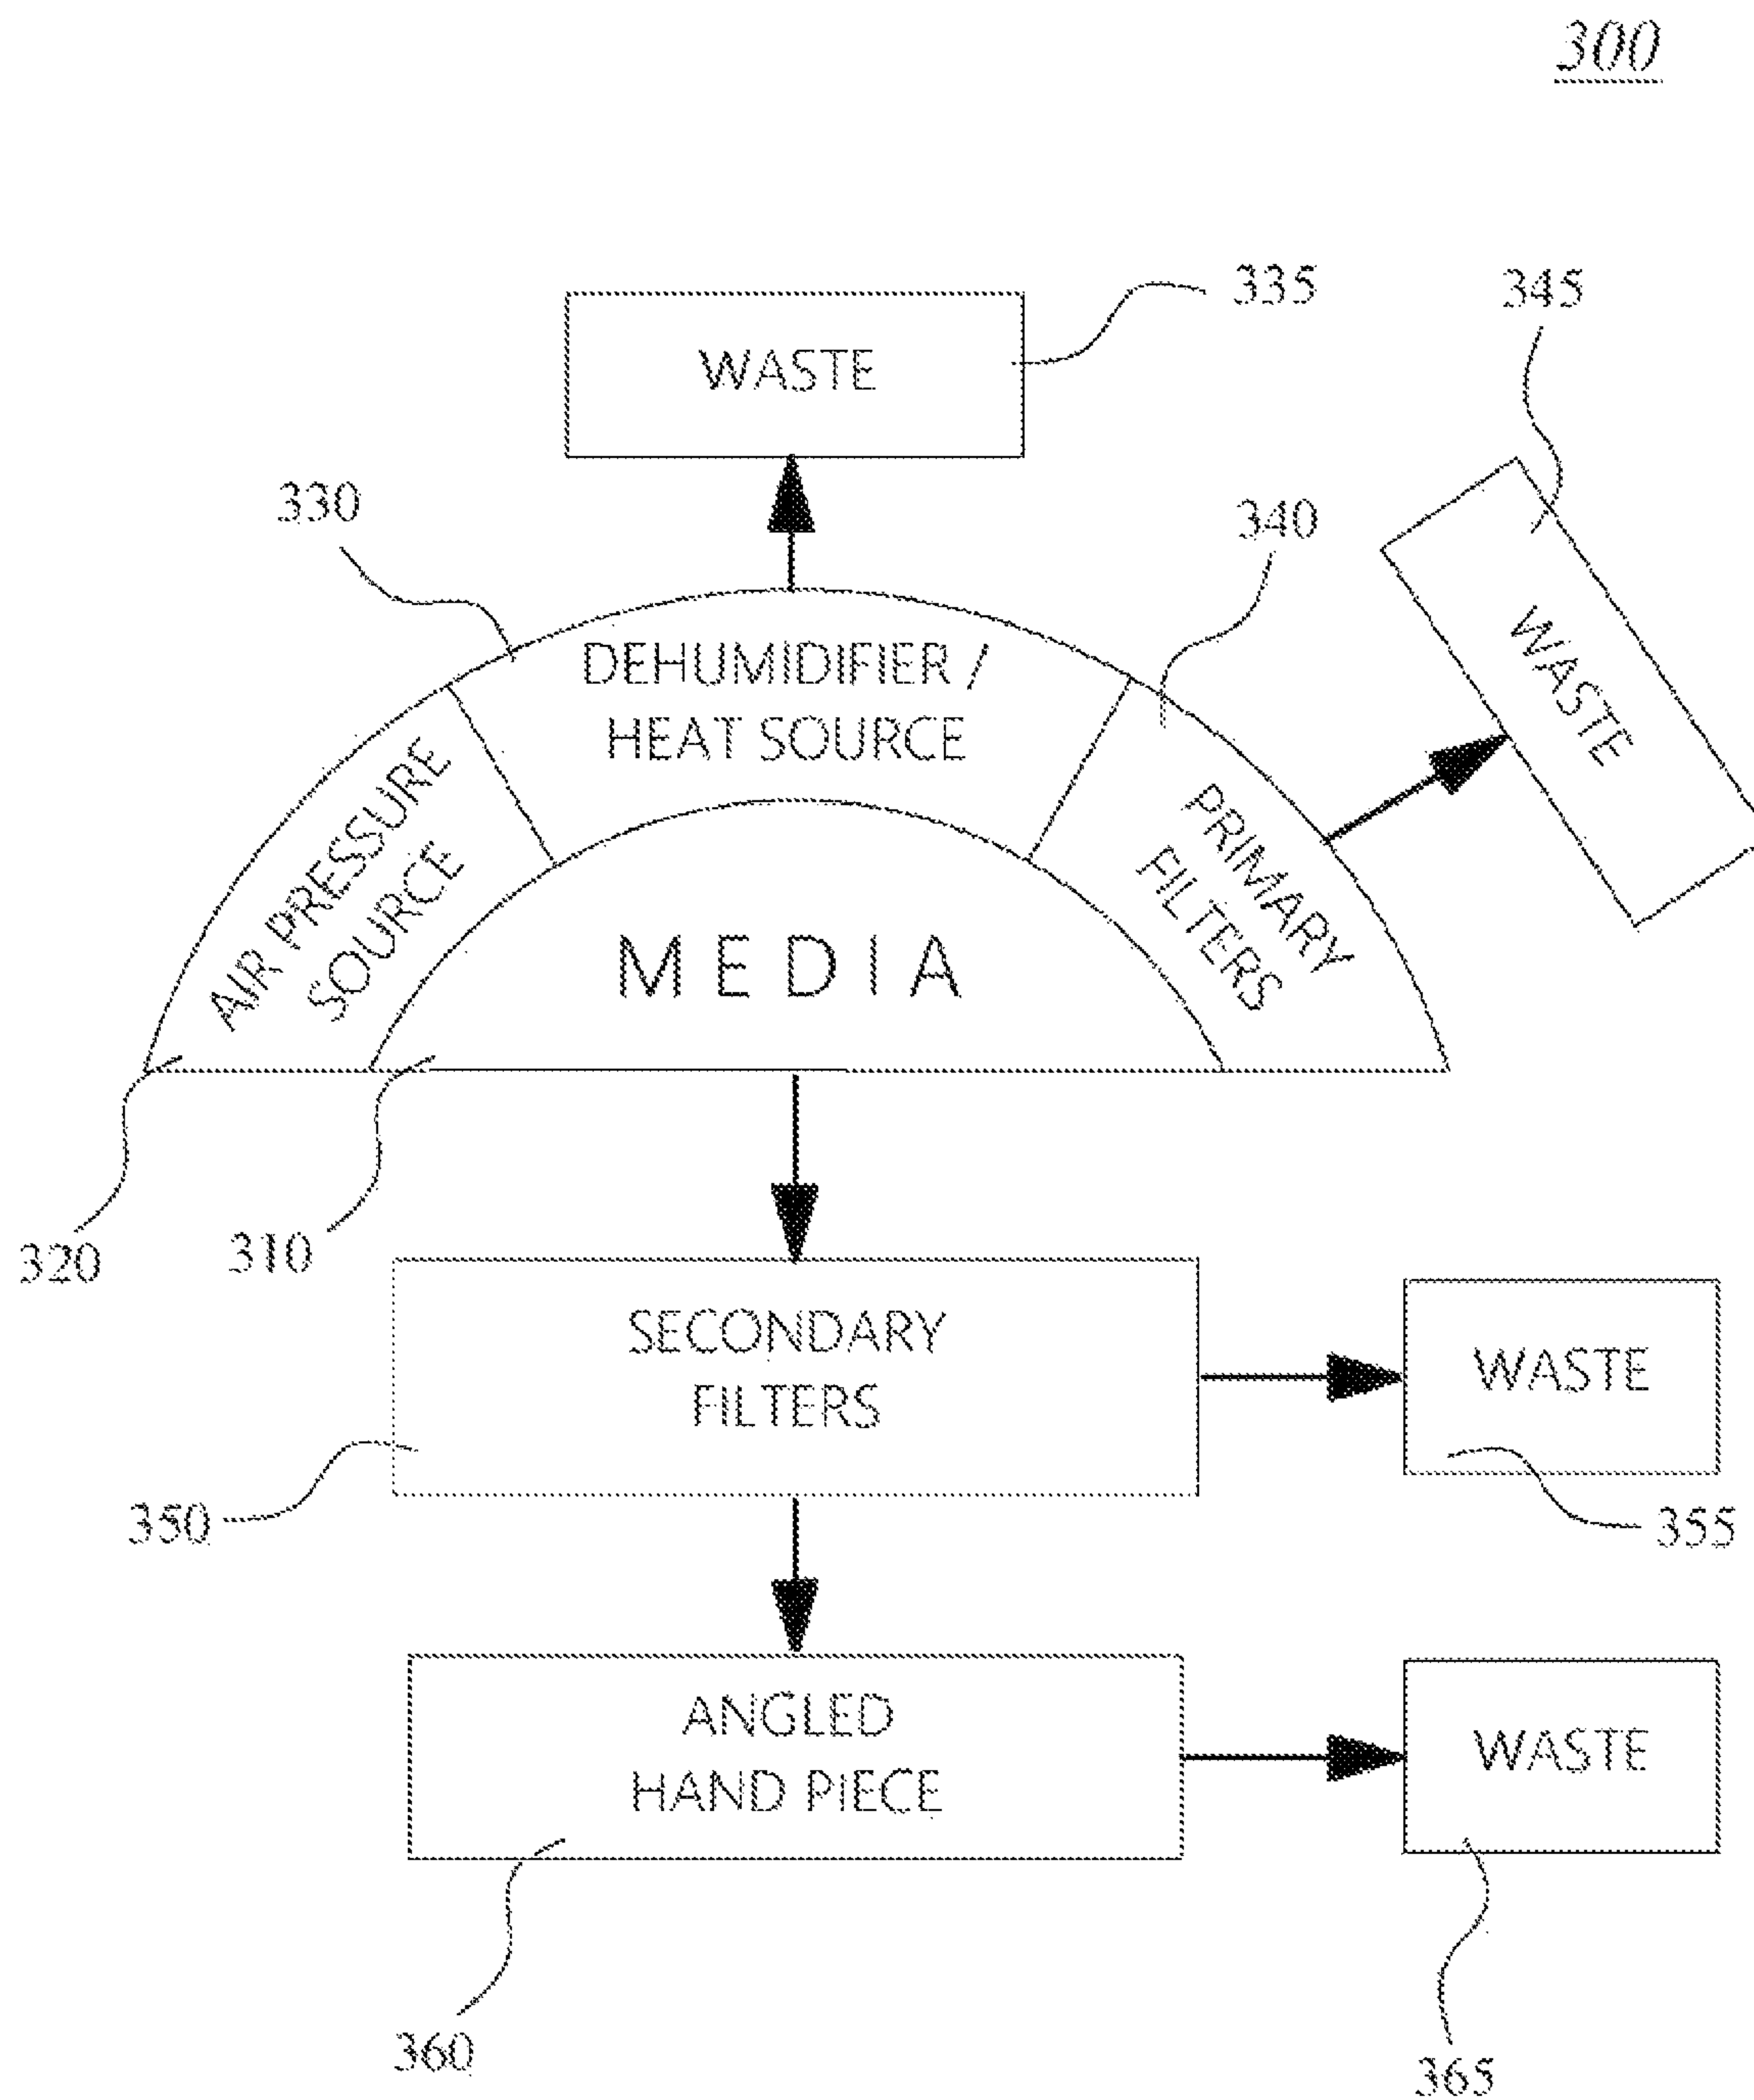 300
335
345
WASTE
330
340
WASTE
DEHUMIDIFIER /
HEAT SOURCE
AIR PRESSURE
SOURCE
PRIMARY
FILTERS
MEDIA
320
310
SECONDARY
FILTERS
WASTE
350
355
ANGLED
HAND PIECE
WASTE
360
365